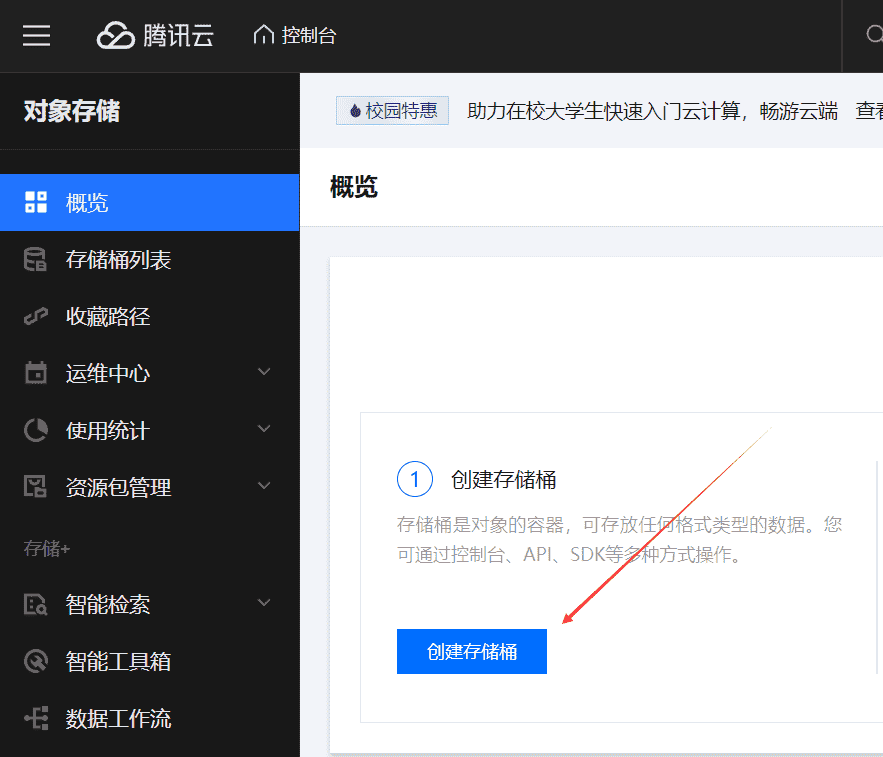 腾讯云 控制台
对象存储
校园特惠 助力在校大学生快速入门云计算，畅游云端 查
概览
概览
存储桶列表
收藏路径
运维中心
使用统计
资源包管理
存储+
智能检索
智能工具箱
数据工作流
1 创建存储桶
存储桶是对象的容器，可存放任何格式类型的数据。您
可通过控制台、API、SDK等多种方式操作。
创建存储桶